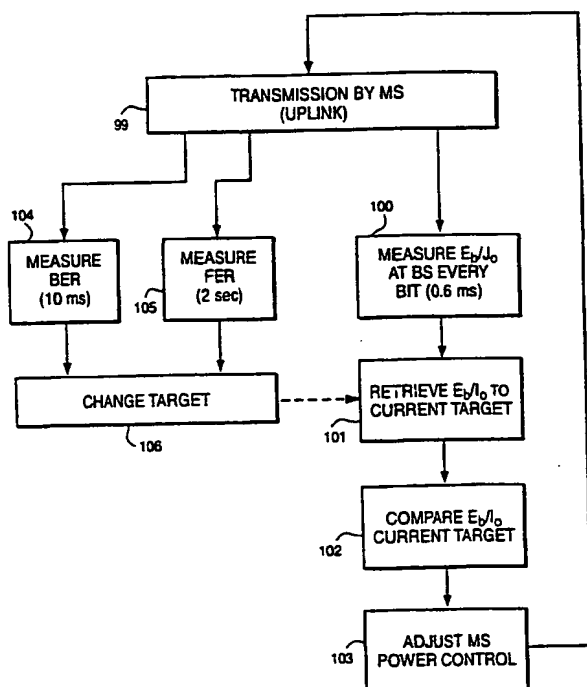 TRANSMISSION BY MS
(UPLINK)
99
104
MEASURE
BER
(10 ms)
105
MEASURE
FER
(2 sec)
100
MEASURE Eb/Jo
AT BS EVERY
BIT (0.6 ms)
CHANGE TARGET
106
RETRIEVE Eb/Io TO
CURRENT TARGET
101
COMPARE Eb/Io
CURRENT TARGET
102
ADJUST MS
POWER CONTROL
103